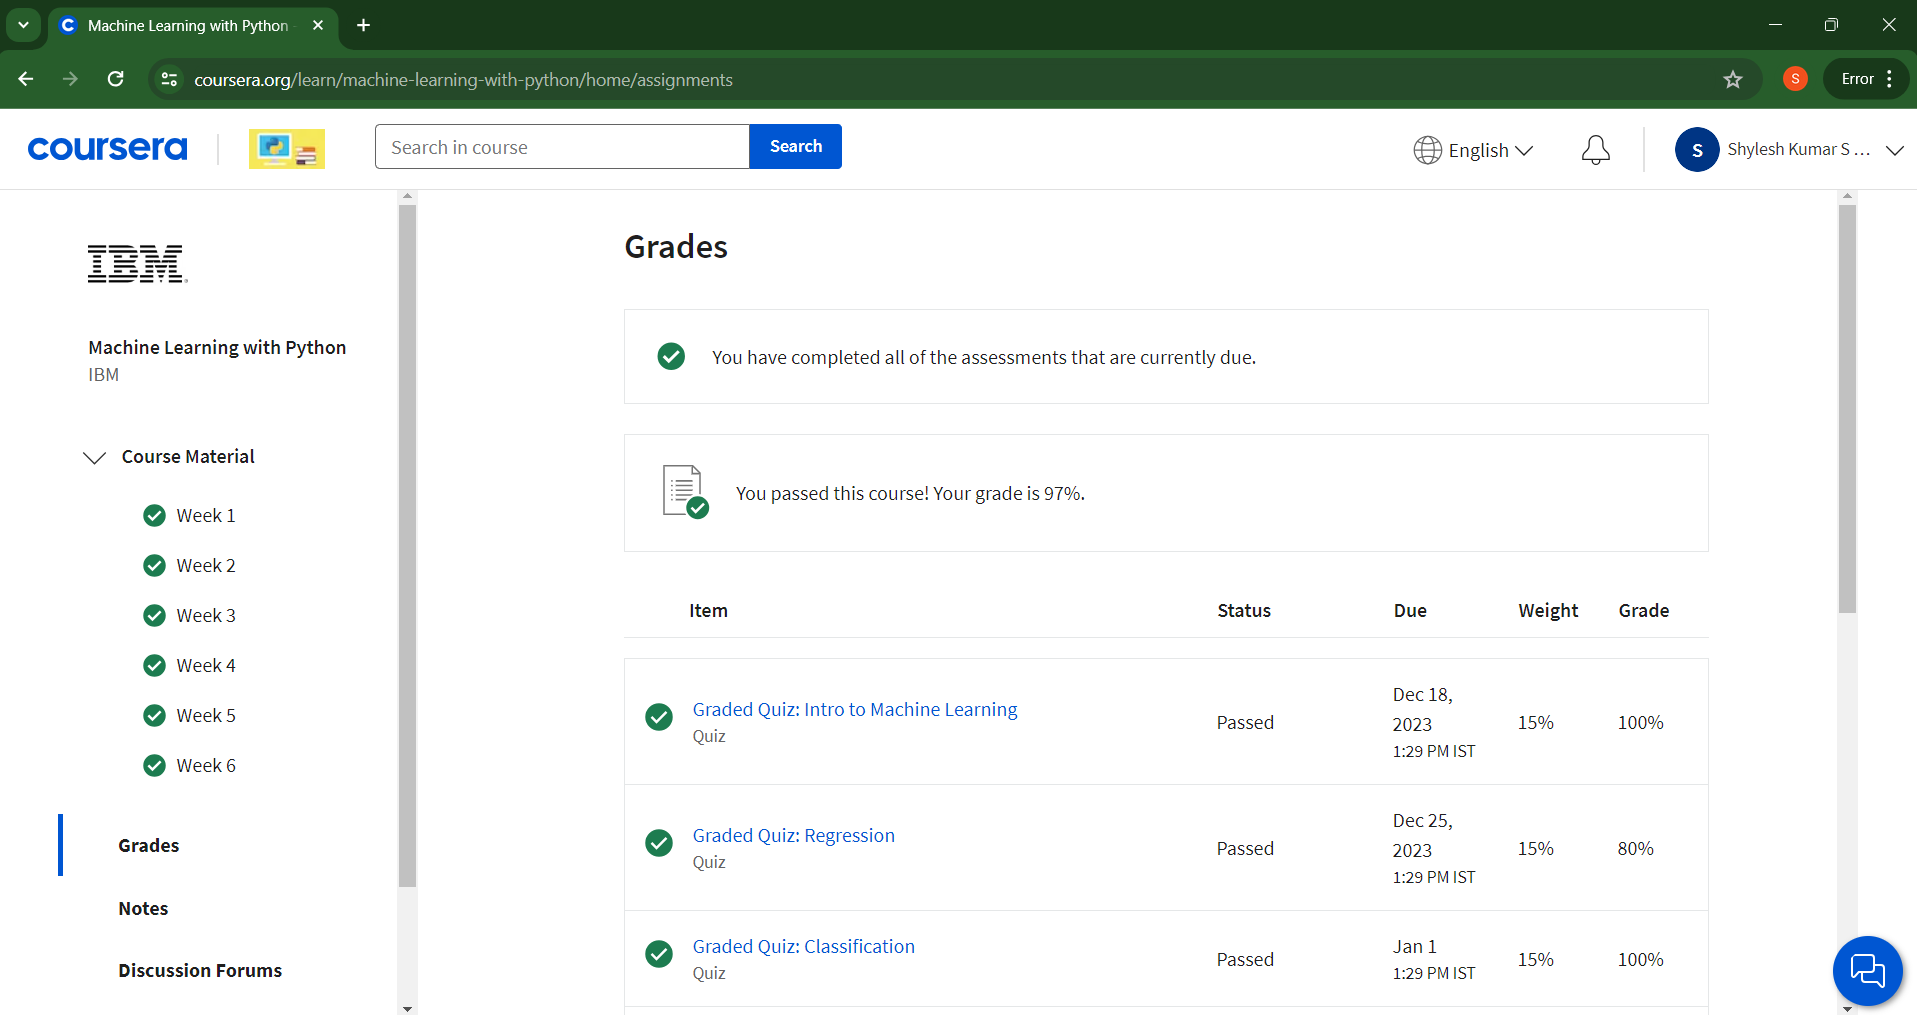 Machine Learning with Python
coursera.org/learn/machine-learning-with-python/home/assignments
S
Error
coursera
Search in course
Search
English
S
Shylesh Kumar S ...
IBM
Machine Learning with Python
IBM
Course Material
Week 1
Week 2
Week 3
Week 4
Week 5
Week 6
Grades
Notes
Discussion Forums
Grades
You have completed all of the assessments that are currently due.
You passed this course! Your grade is 97%.
Item Status Due Weight Grade
Graded Quiz: Intro to Machine Learning
Quiz
Passed
Dec 18,
2023
1:29 PM IST
15%
100%
Graded Quiz: Regression
Quiz
Passed
Dec 25,
2023
1:29 PM IST
15%
80%
Graded Quiz: Classification
Quiz
Passed
Jan 1
1:29 PM IST
15%
100%